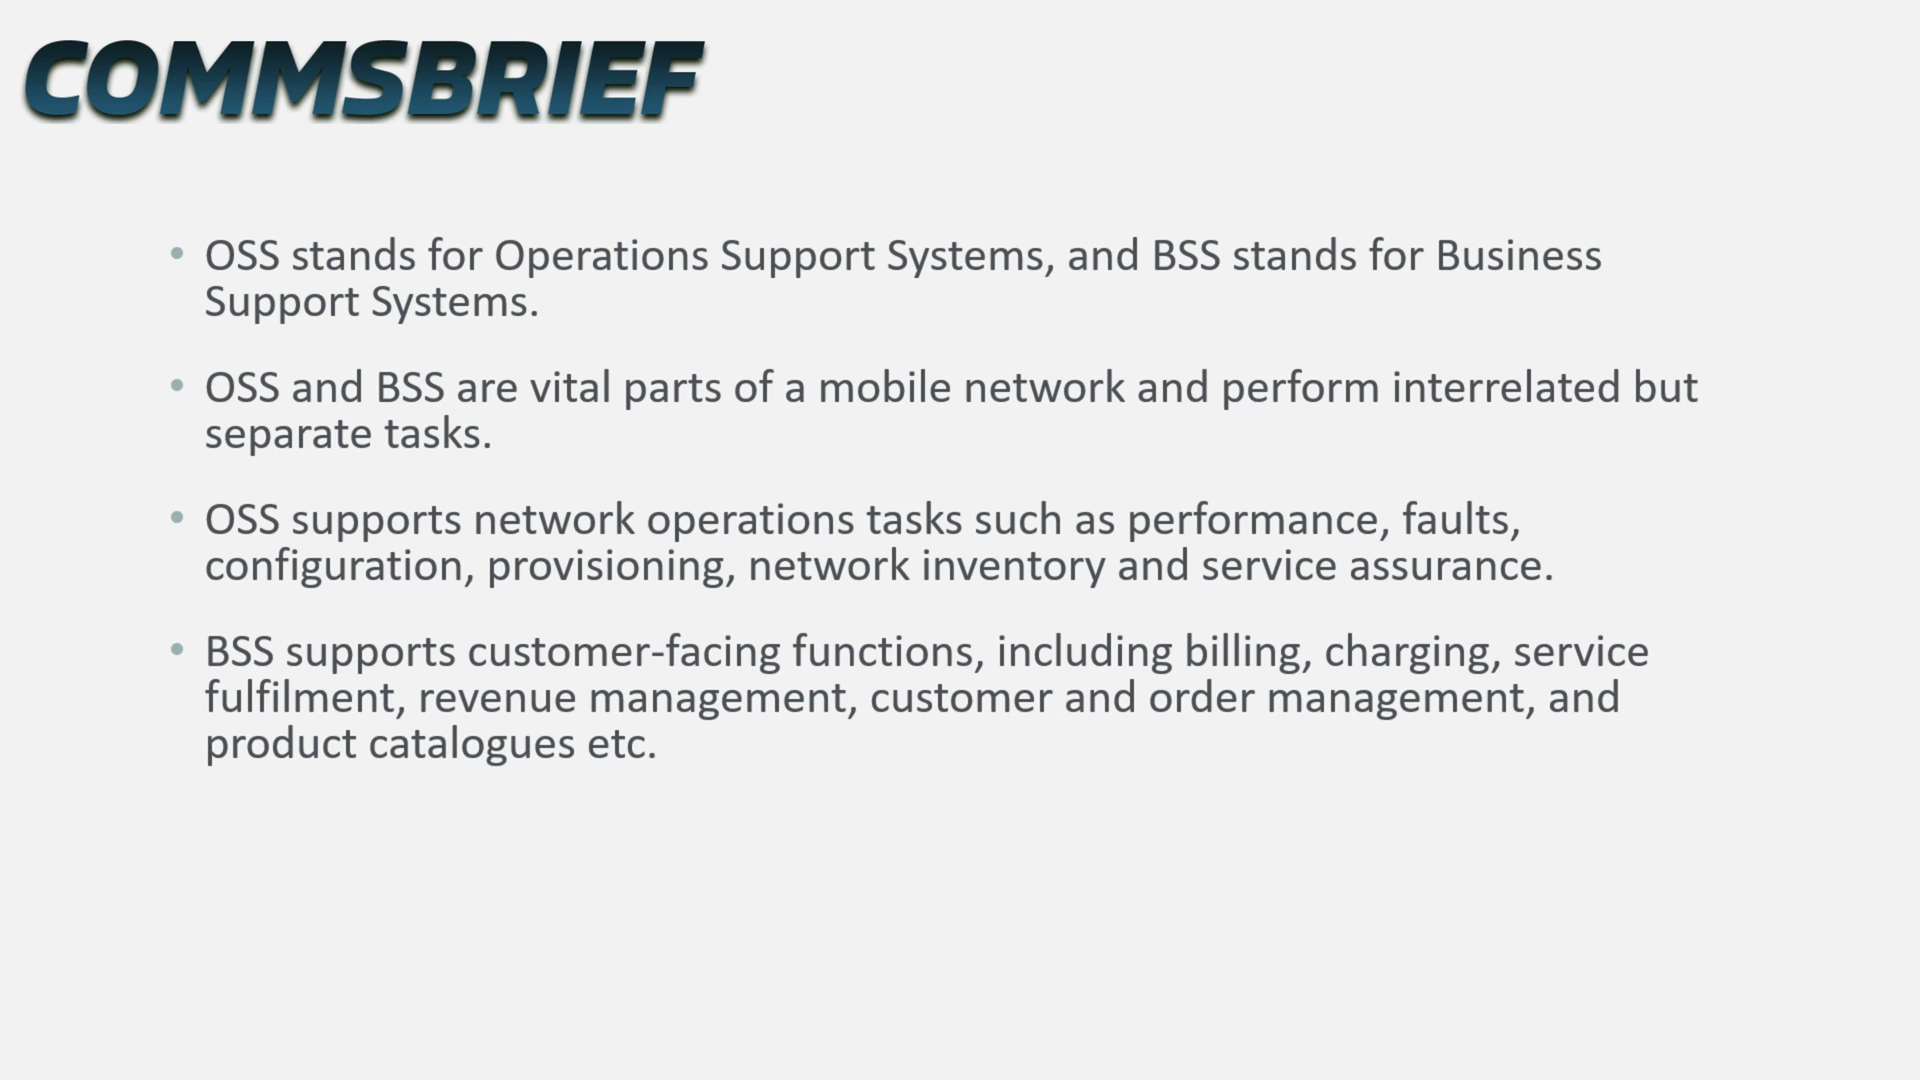 COMMSBRIEF
• OSS stands for Operations Support Systems, and BSS stands for Business
Support Systems.
• OSS and BSS are vital parts of a mobile network and perform interrelated but
separate tasks.
• OSS supports network operations tasks such as performance, faults,
configuration, provisioning, network inventory and service assurance.
• BSS supports customer-facing functions, including billing, charging, service
fulfilment, revenue management, customer and order management, and
product catalogues etc.